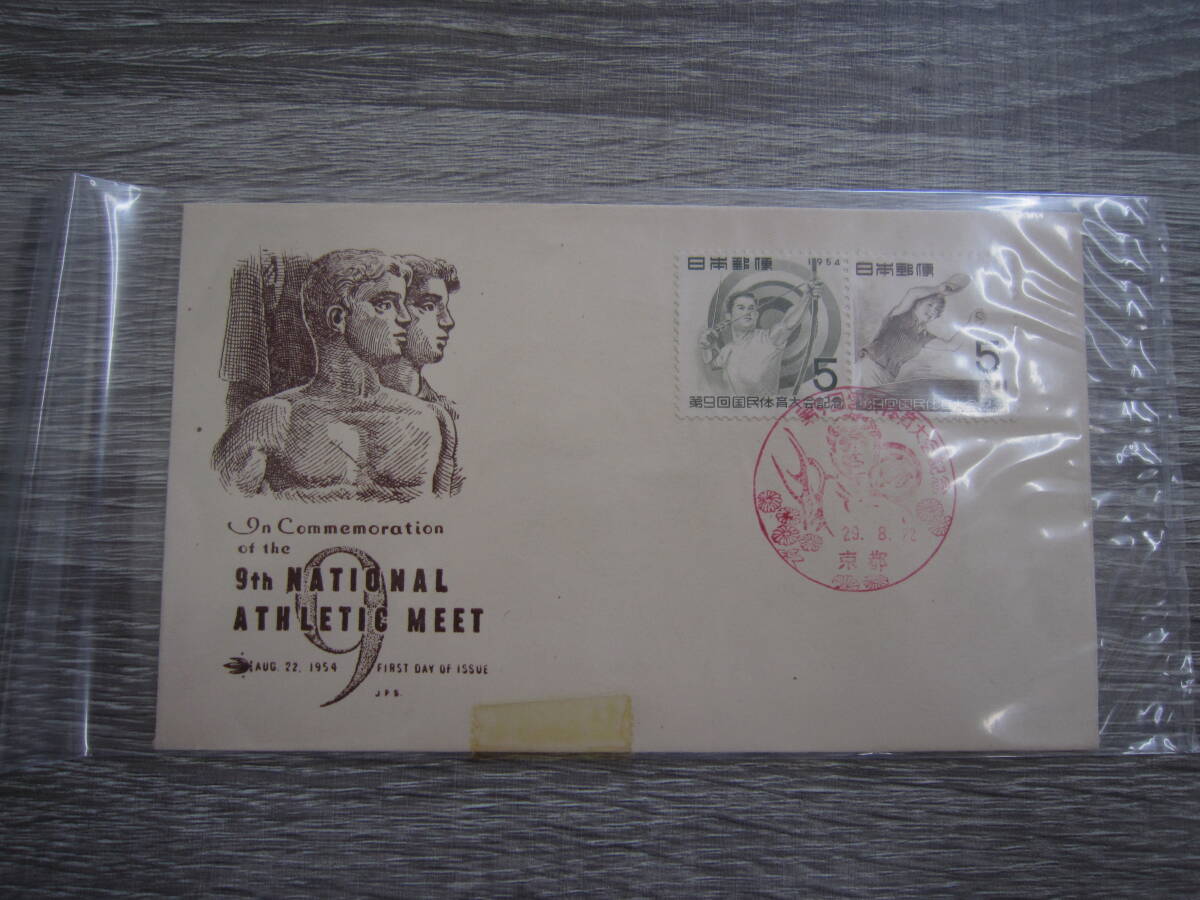 In Commemoration
of the
9th NATIONAL
ATHLETIC MEET
9
AUG. 22. 1954 FIRST DAY OF ISSUE
J.P.S.
日本郵便 1954
5
第9回国民体育大会記念
日本郵便
5
29. 8. 22
京都